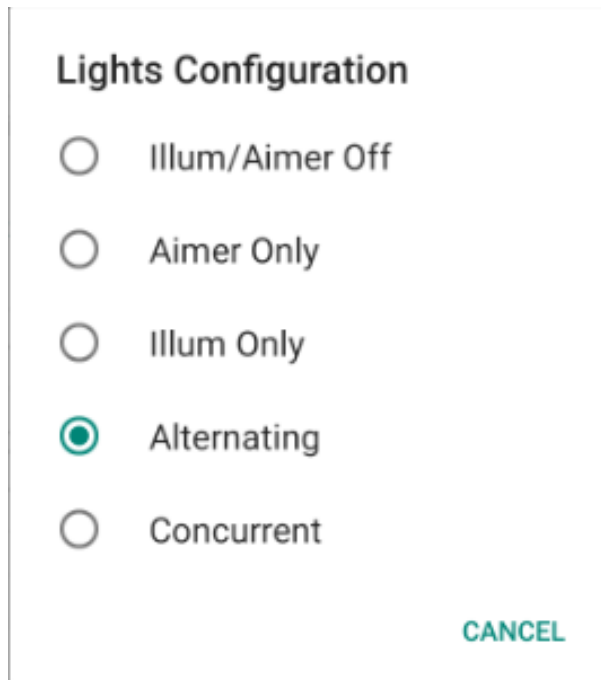 Lights Configuration
Illum/Aimer Off
Aimer Only
Illum Only
Alternating
Concurrent
CANCEL